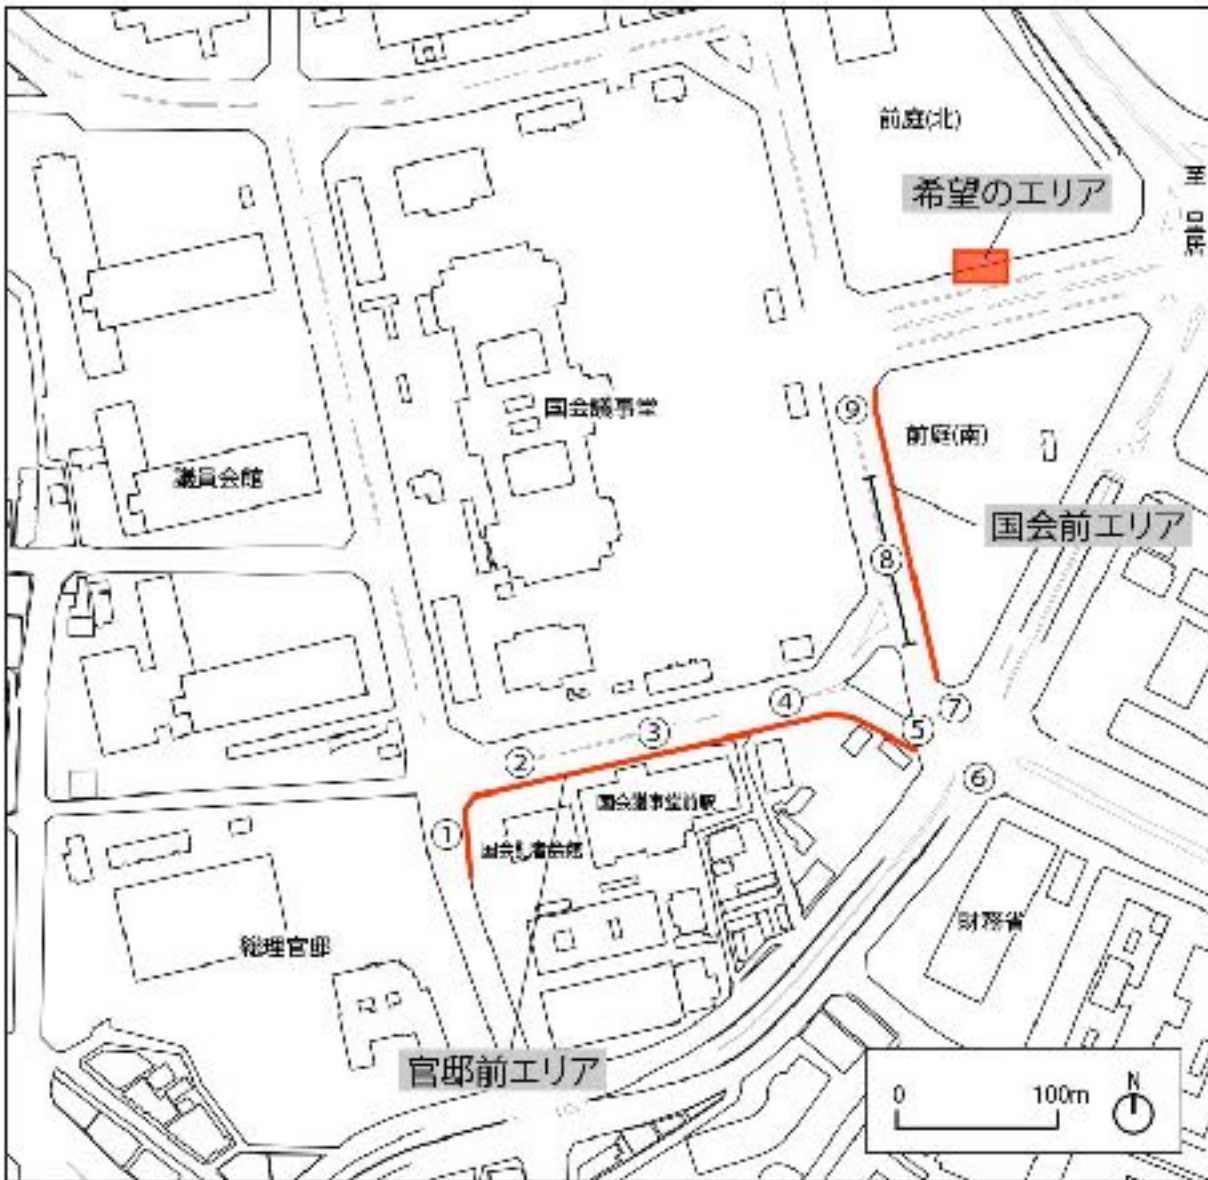 前庭(北)
希望のエリア
至 皇居
国会議事堂
⑨
前庭(南)
議員会館
国会前エリア
⑧
④
⑦
③
⑤
②
⑥
国会議事堂前駅
①
国会記者会館
財務省
総理官邸
官邸前エリア
0 100m
N